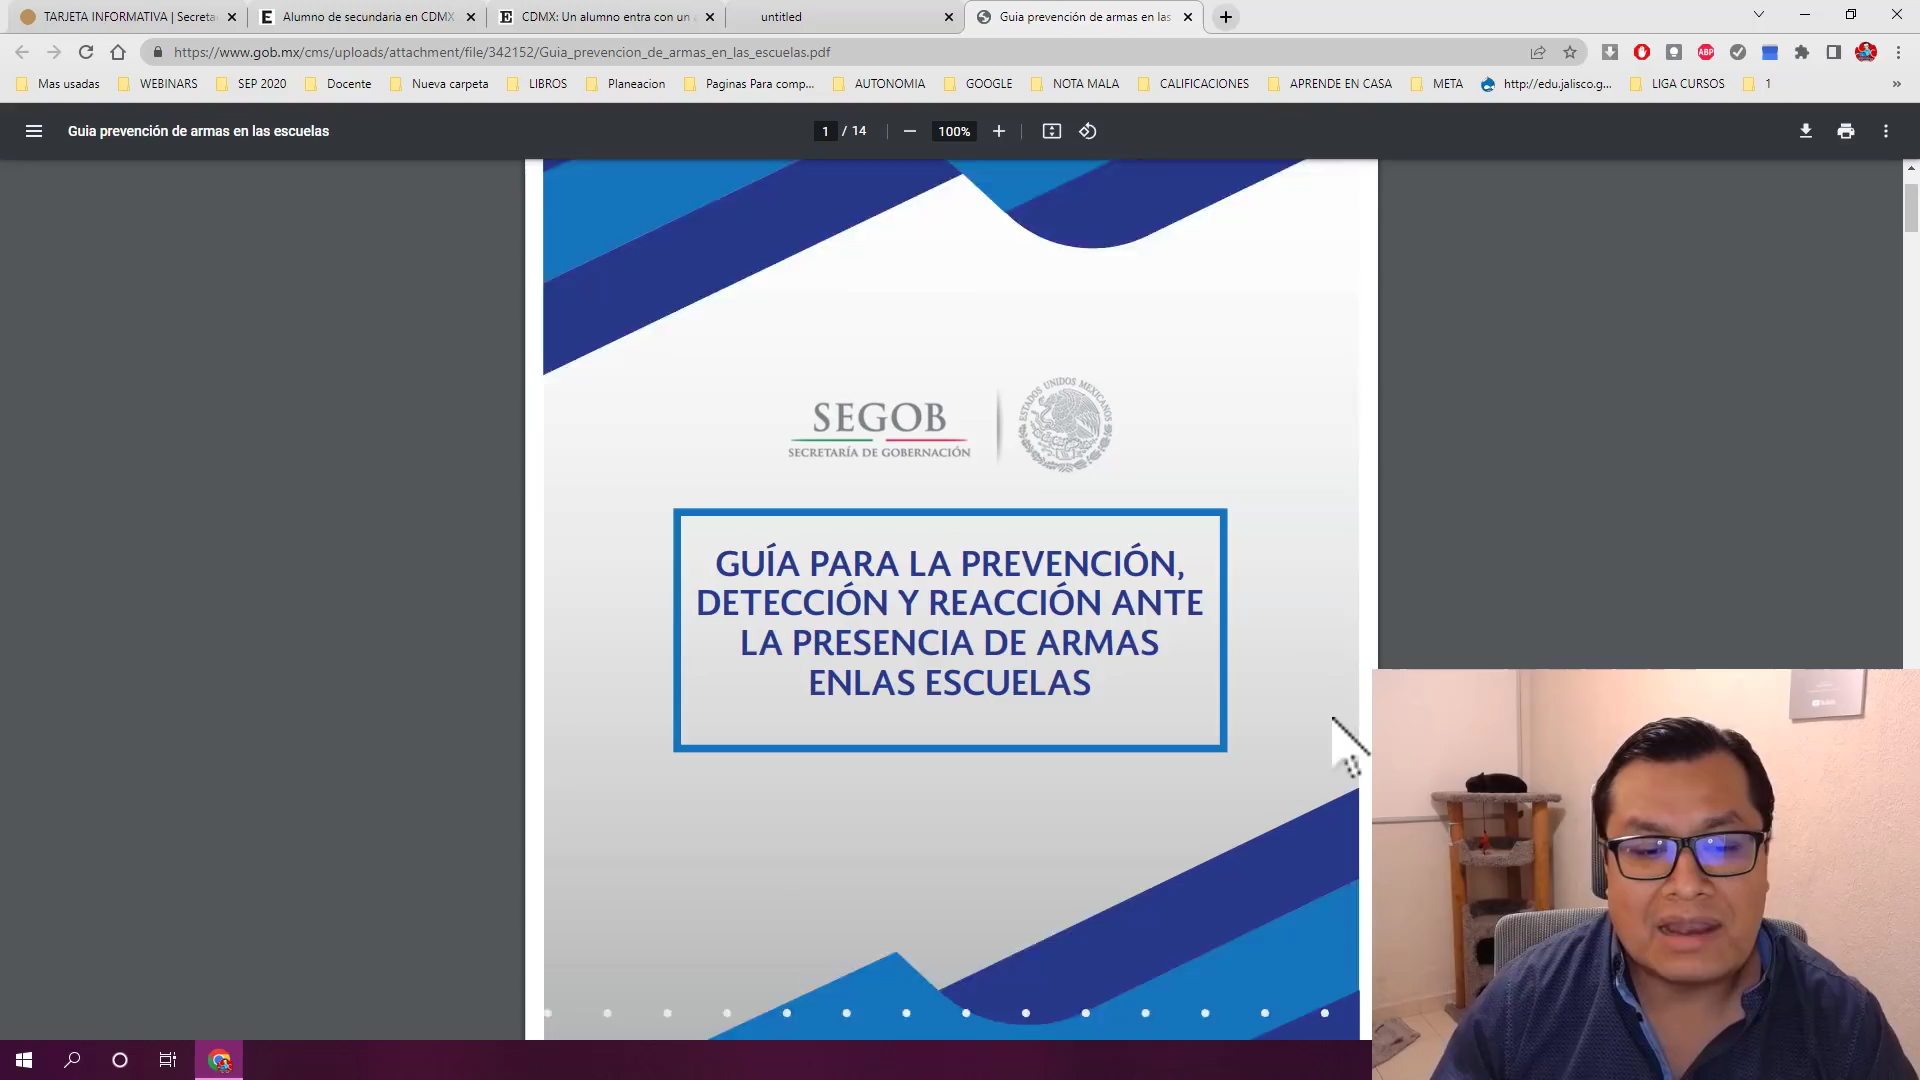 TARJETA INFORMATIVA | Secreta
Alumno de secundaria en CDMX
CDMX: Un alumno entra con un
untitled
Guia prevención de armas en las
https://www.gob.mx/cms/uploads/attachment/file/342152/Guia_prevencion_de_armas_en_las_escuelas.pdf
Mas usadas
WEBINARS
SEP 2020
Docente
Nueva carpeta
LIBROS
Planeacion
Paginas Para comp...
AUTONOMIA
GOOGLE
NOTA MALA
CALIFICACIONES
APRENDE EN CASA
META
http://edu.jalisco.g...
LIGA CURSOS
1
»
Guia prevención de armas en las escuelas
1 / 14
100%
SEGOB
SECRETARÍA DE GOBERNACIÓN
ESTADOS UNIDOS MEXICANOS
GUÍA PARA LA PREVENCIÓN,
DETECCIÓN Y REACCIÓN ANTE
LA PRESENCIA DE ARMAS
ENLAS ESCUELAS
ABP